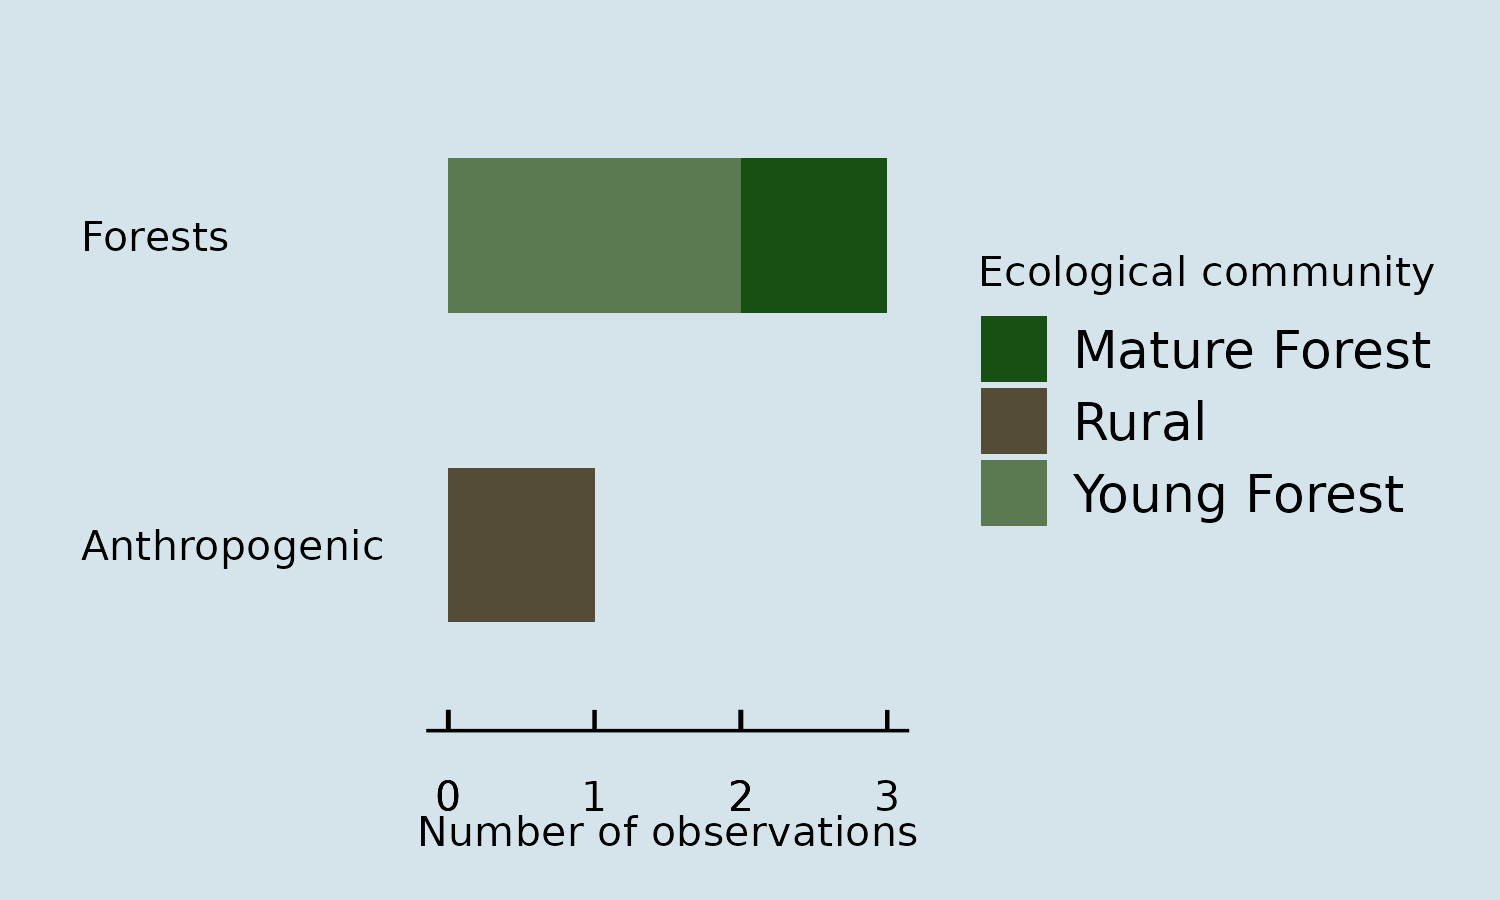 Forests
Anthropogenic
0 1 2 3
Number of observations
Ecological community
Mature Forest
Rural
Young Forest